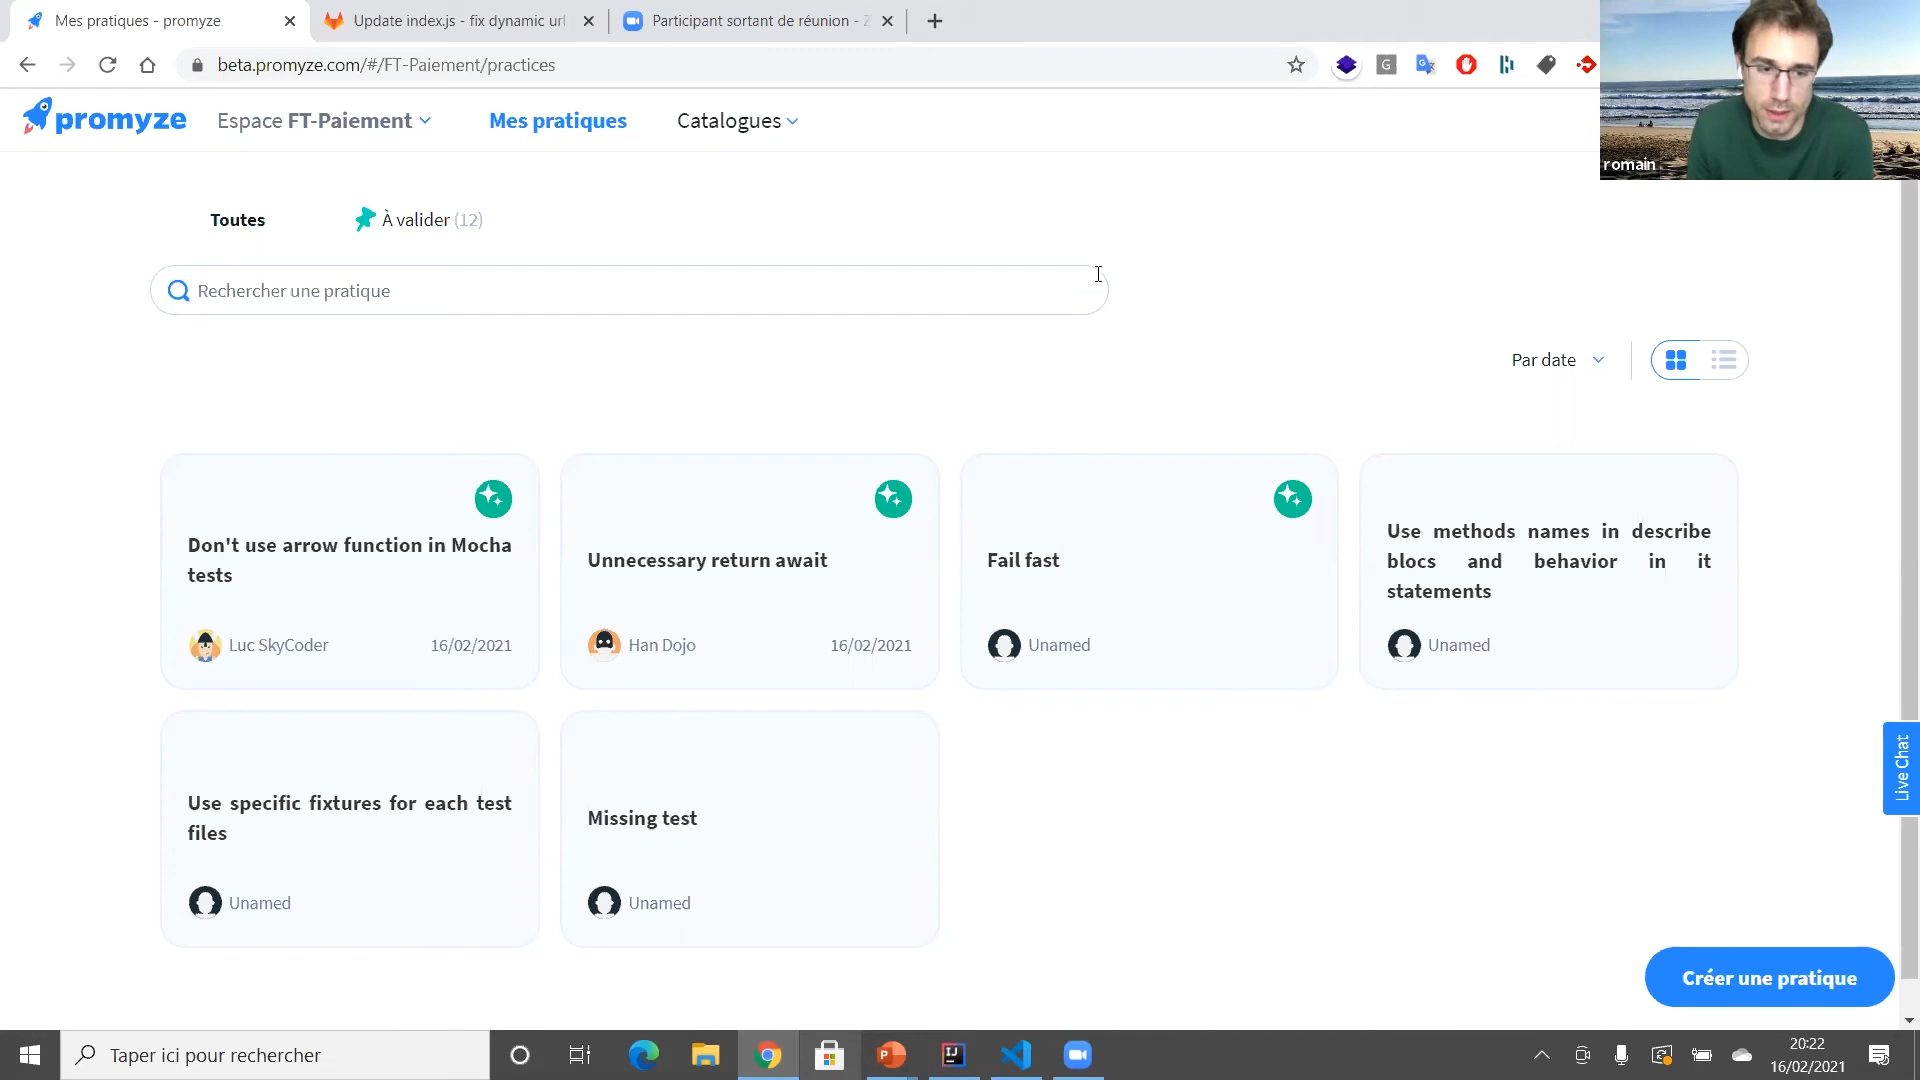 Mes pratiques - promyze
Update index.js - fix dynamic url
Participant sortant de réunion - Z
beta.promyze.com/#/FT-Paiement/practices
promyze
Espace FT-Paiement
Mes pratiques
Catalogues
romain
Toutes
À valider (12)
Rechercher une pratique
Par date
Don't use arrow function in Mocha
tests
Luc SkyCoder
16/02/2021
Unnecessary return await
Han Dojo
16/02/2021
Fail fast
Unamed
Use methods names in describe
blocs and behavior in it
statements
Unamed
Use specific fixtures for each test
files
Unamed
Missing test
Unamed
Live Chat
Créer une pratique
Taper ici pour rechercher
20:22
16/02/2021